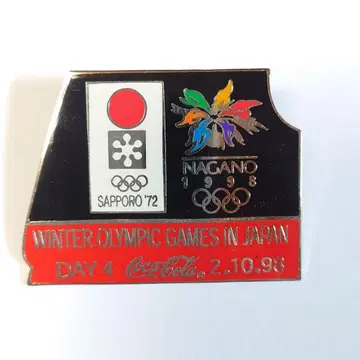 SAPPORO '72
NAGANO
1998
WINTER OLYMPIC GAMES IN JAPAN
DAY 4 Coca-Cola 2.10.98